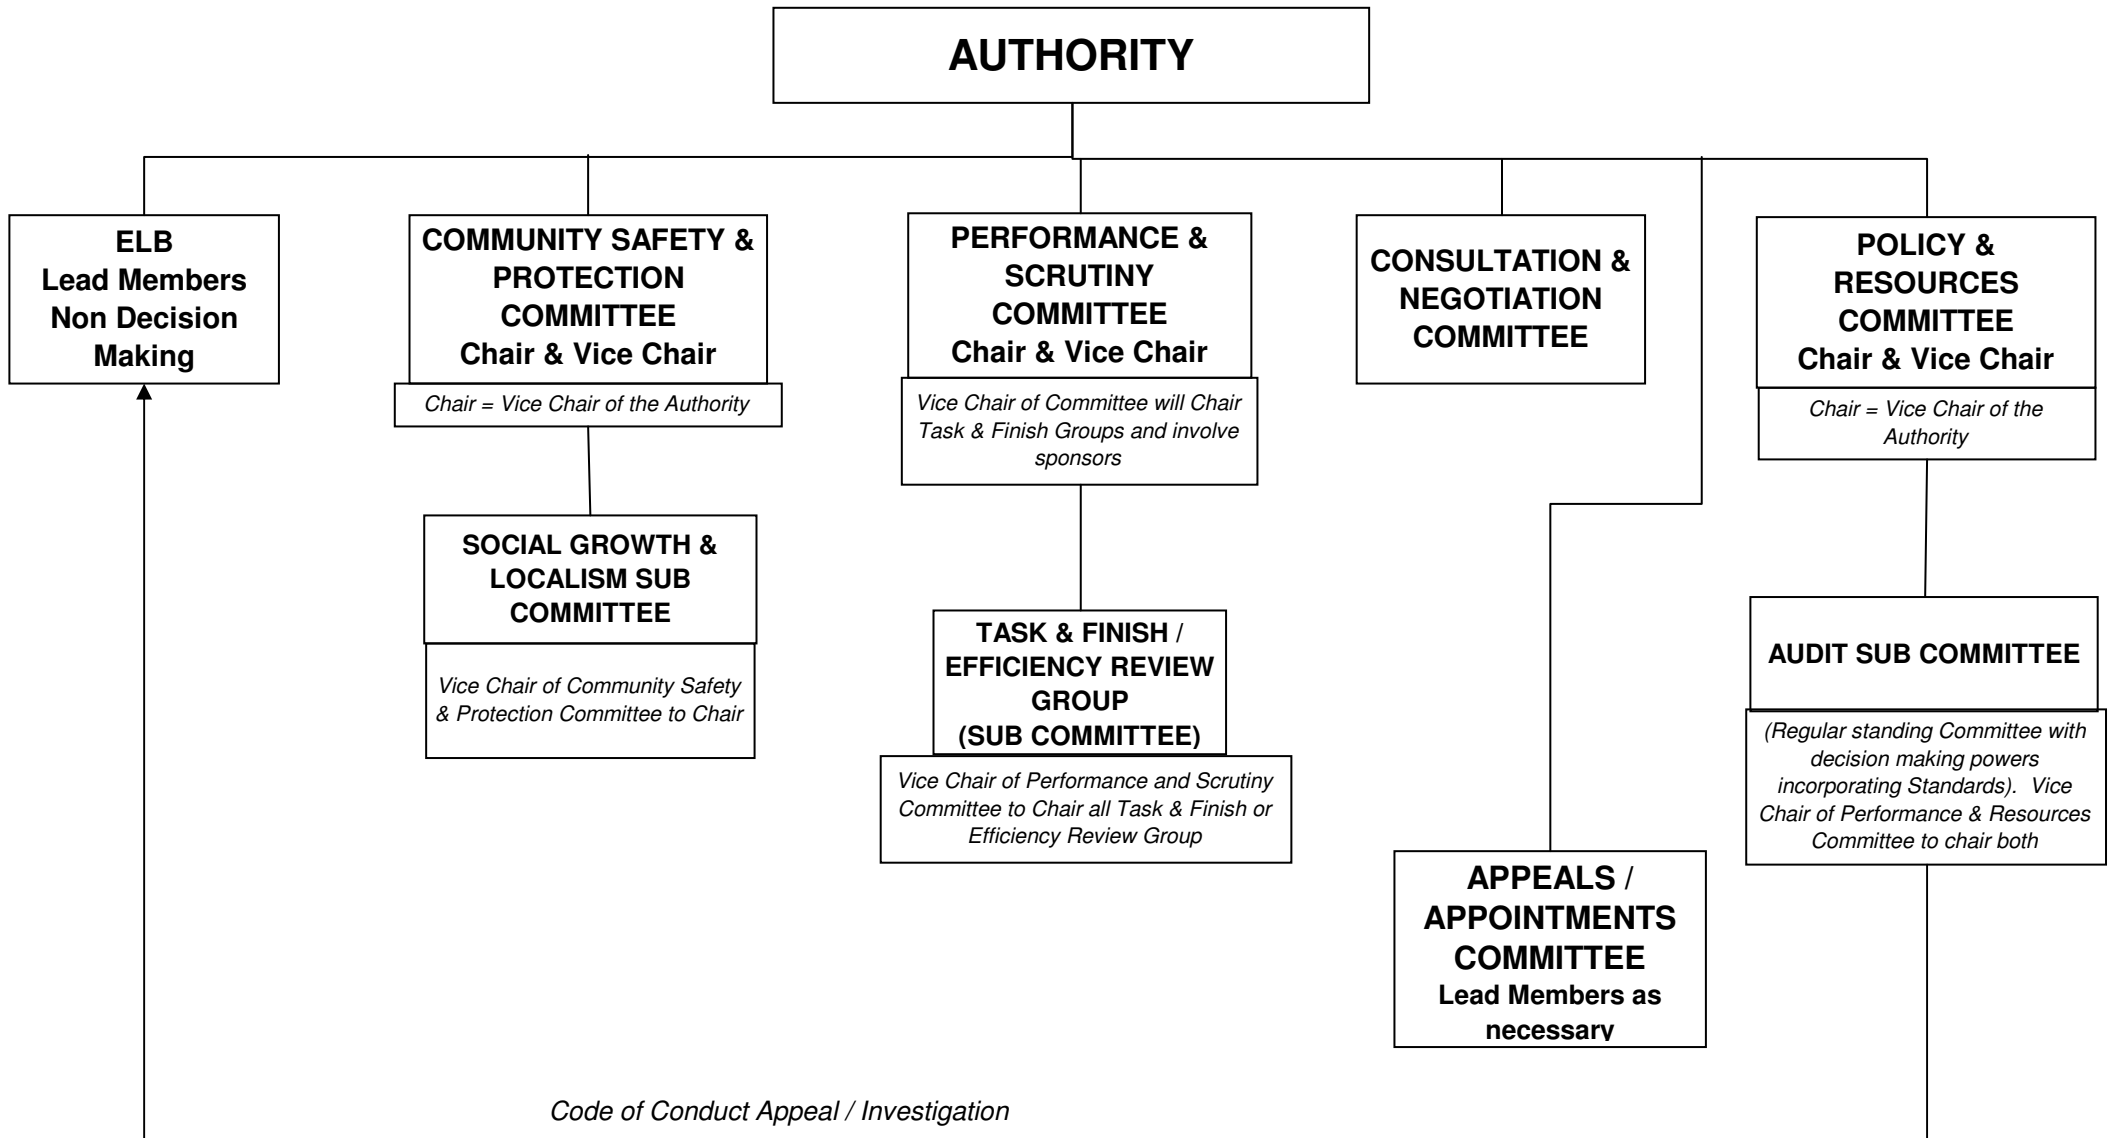 AUTHORITY
ELB
Lead Members
Non Decision
Making
COMMUNITY SAFETY &
PROTECTION
COMMITTEE
Chair & Vice Chair
Chair = Vice Chair of the Authority
PERFORMANCE &
SCRUTINY
COMMITTEE
Chair & Vice Chair
Vice Chair of Committee will Chair
Task & Finish Groups and involve
sponsors
CONSULTATION &
NEGOTIATION
COMMITTEE
POLICY &
RESOURCES
COMMITTEE
Chair & Vice Chair
Chair = Vice Chair of the
Authority
SOCIAL GROWTH &
LOCALISM SUB
COMMITTEE
Vice Chair of Community Safety
& Protection Committee to Chair
TASK & FINISH /
EFFICIENCY REVIEW
GROUP
(SUB COMMITTEE)
Vice Chair of Performance and Scrutiny
Committee to Chair all Task & Finish or
Efficiency Review Group
AUDIT SUB COMMITTEE
(Regular standing Committee with
decision making powers
incorporating Standards).  Vice
Chair of Performance & Resources
Committee to chair both
APPEALS /
APPOINTMENTS
COMMITTEE
Lead Members as
necessary
Code of Conduct Appeal / Investigation